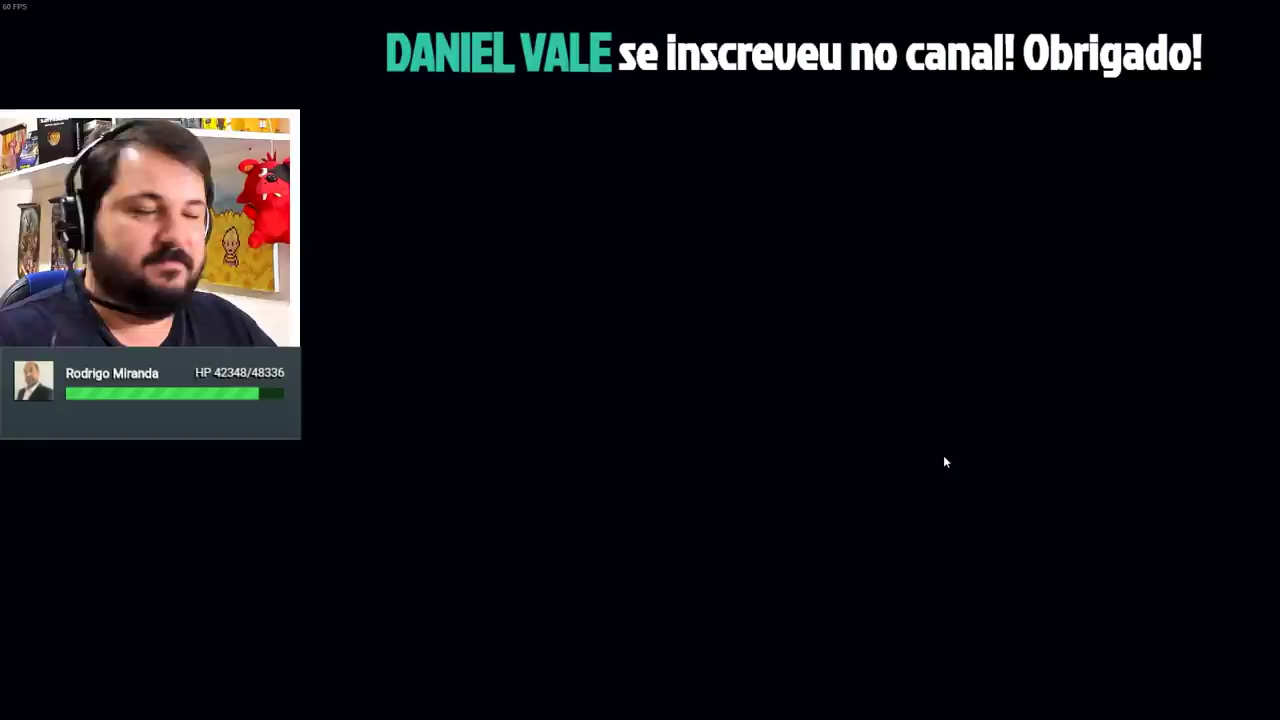 60 FPS
DANIEL VALE se inscreveu no canal! Obrigado!
Rodrigo Miranda HP 42348/48336